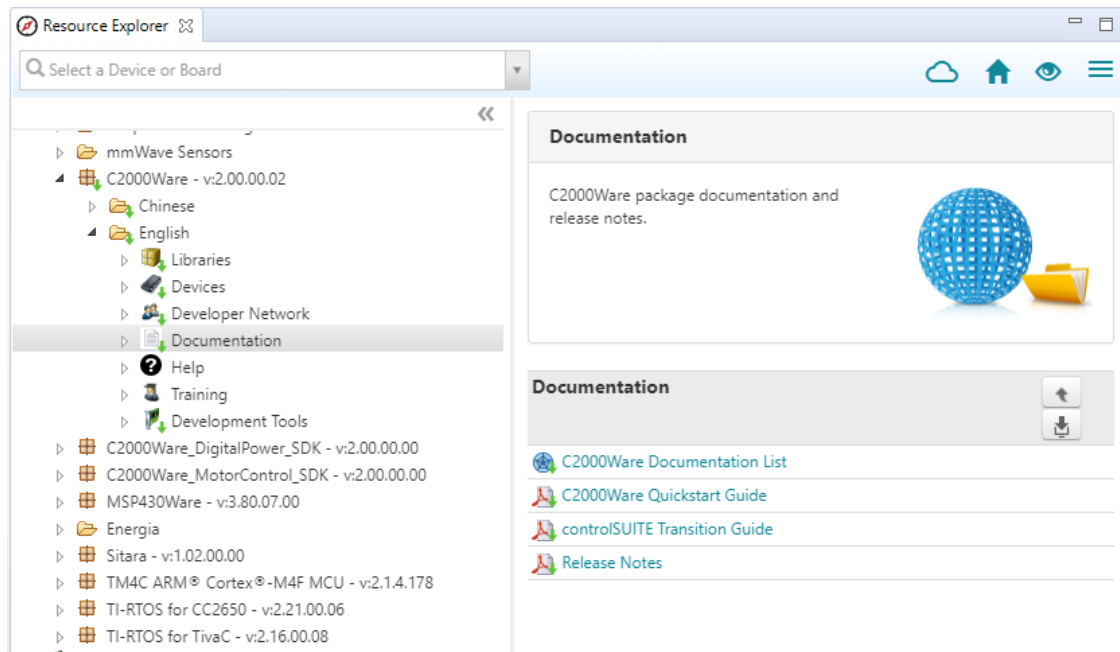 Resource Explorer
Select a Device or Board
mmWave Sensors
C2000Ware - v:2.00.00.02
Chinese
English
Libraries
Devices
Developer Network
Documentation
Help
Training
Development Tools
C2000Ware_DigitalPower_SDK - v:2.00.00.00
C2000Ware_MotorControl_SDK - v:2.00.00.00
MSP430Ware - v:3.80.07.00
Energia
Sitara - v:1.02.00.00
TM4C ARM® Cortex®-M4F MCU - v:2.1.4.178
TI-RTOS for CC2650 - v:2.21.00.06
TI-RTOS for TivaC - v:2.16.00.08
Documentation
C2000Ware package documentation and
release notes.
Documentation
C2000Ware Documentation List
C2000Ware Quickstart Guide
controlSUITE Transition Guide
Release Notes